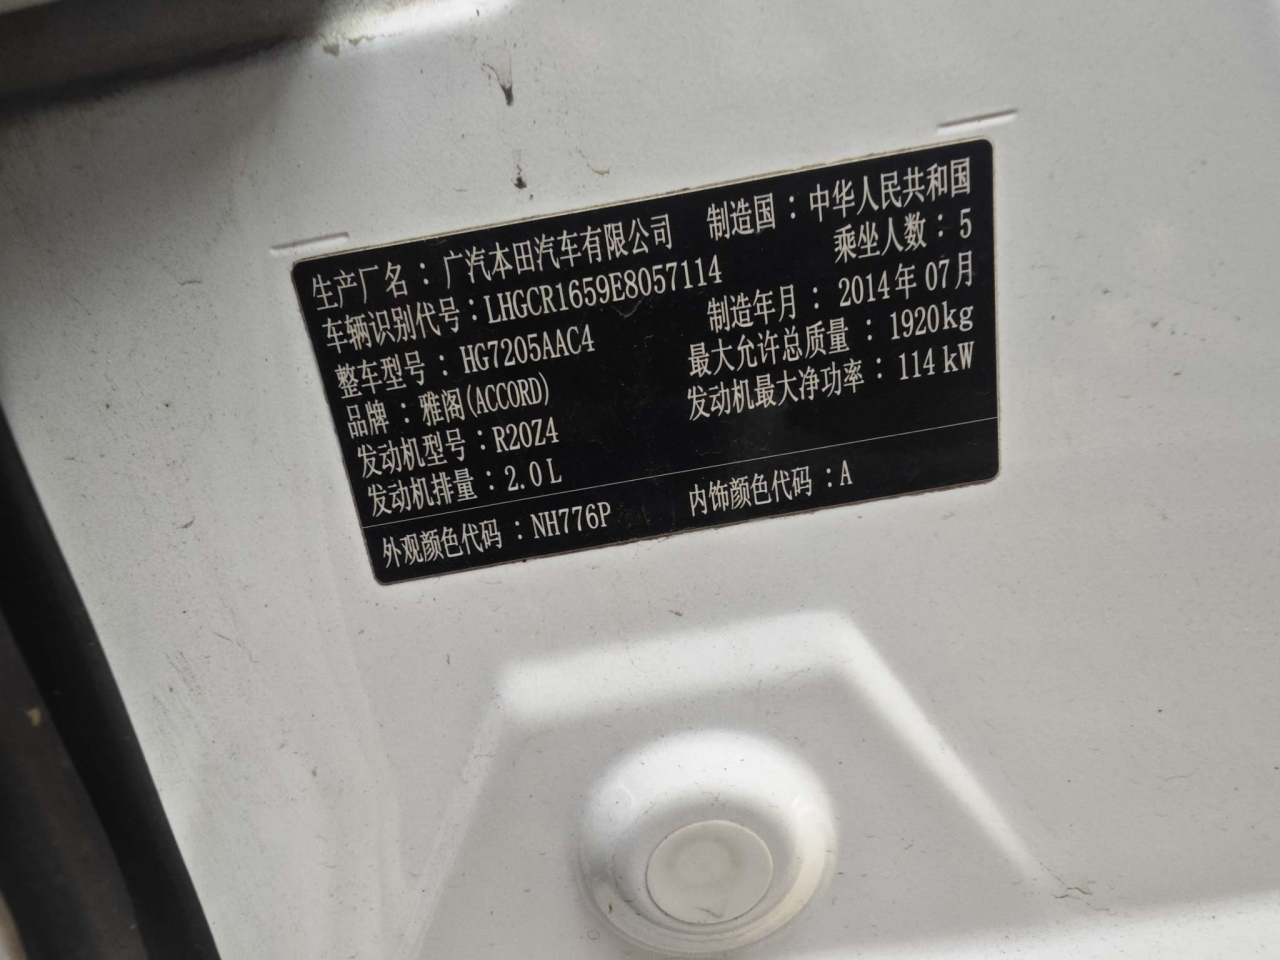 生产厂名：广汽本田汽车有限公司 制造国：中华人民共和国
车辆识别代号：LHGCR1659E8057114 乘坐人数：5
整车型号：HG7205AAC4 制造年月：2014年07月
品牌：雅阁(ACCORD) 最大允许总质量：1920kg
发动机型号：R20Z4 发动机最大净功率：114kW
发动机排量：2.0L
外观颜色代码：NH776P 内饰颜色代码：A